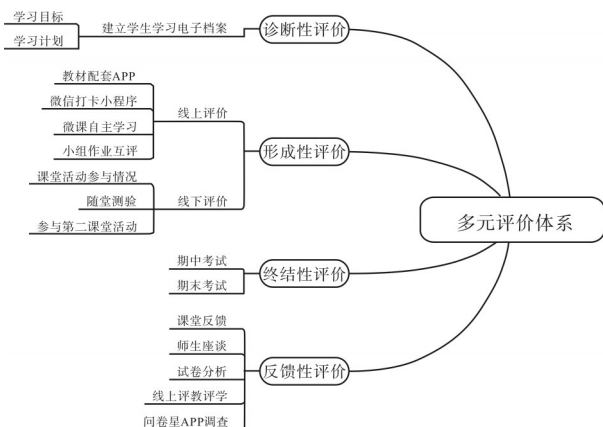 学习目标
学习计划
建立学生学习电子档案
诊断性评价
教材配套APP
微信打卡小程序
微课自主学习
小组作业互评
线上评价
形成性评价
课堂活动参与情况
随堂测验
参与第二课堂活动
线下评价
多元评价体系
期中考试
期末考试
终结性评价
课堂反馈
师生座谈
试卷分析
线上评教评学
问卷星APP调查
反馈性评价